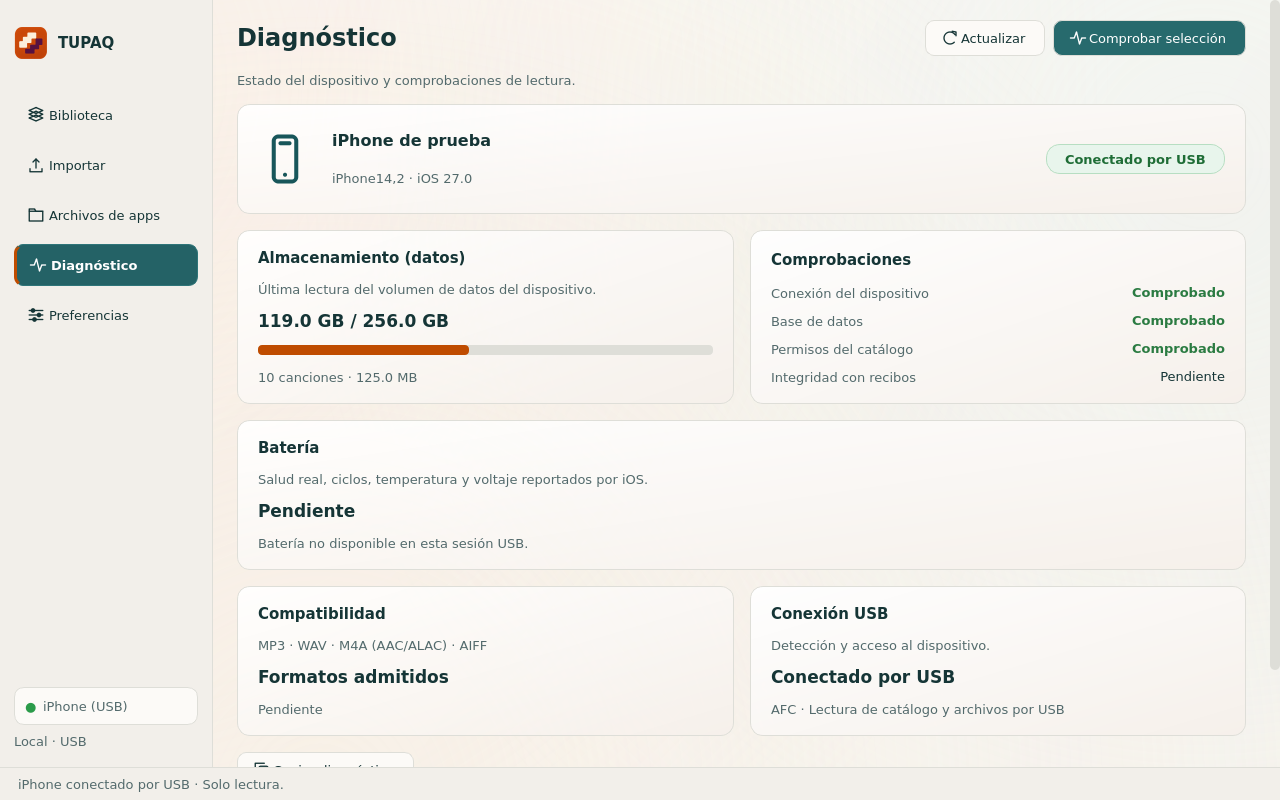 TUPAQ
Biblioteca
Importar
Archivos de apps
Diagnóstico
Preferencias
iPhone (USB)
Local · USB
Diagnóstico
Actualizar
Comprobar selección
Estado del dispositivo y comprobaciones de lectura.
iPhone de prueba
iPhone14,2 · iOS 27.0
Conectado por USB
Almacenamiento (datos)
Última lectura del volumen de datos del dispositivo.
119.0 GB / 256.0 GB
10 canciones · 125.0 MB
Comprobaciones
Conexión del dispositivo Comprobado
Base de datos Comprobado
Permisos del catálogo Comprobado
Integridad con recibos Pendiente
Batería
Salud real, ciclos, temperatura y voltaje reportados por iOS.
Pendiente
Batería no disponible en esta sesión USB.
Compatibilidad
MP3 · WAV · M4A (AAC/ALAC) · AIFF
Formatos admitidos
Pendiente
Conexión USB
Detección y acceso al dispositivo.
Conectado por USB
AFC · Lectura de catálogo y archivos por USB
iPhone conectado por USB · Solo lectura.